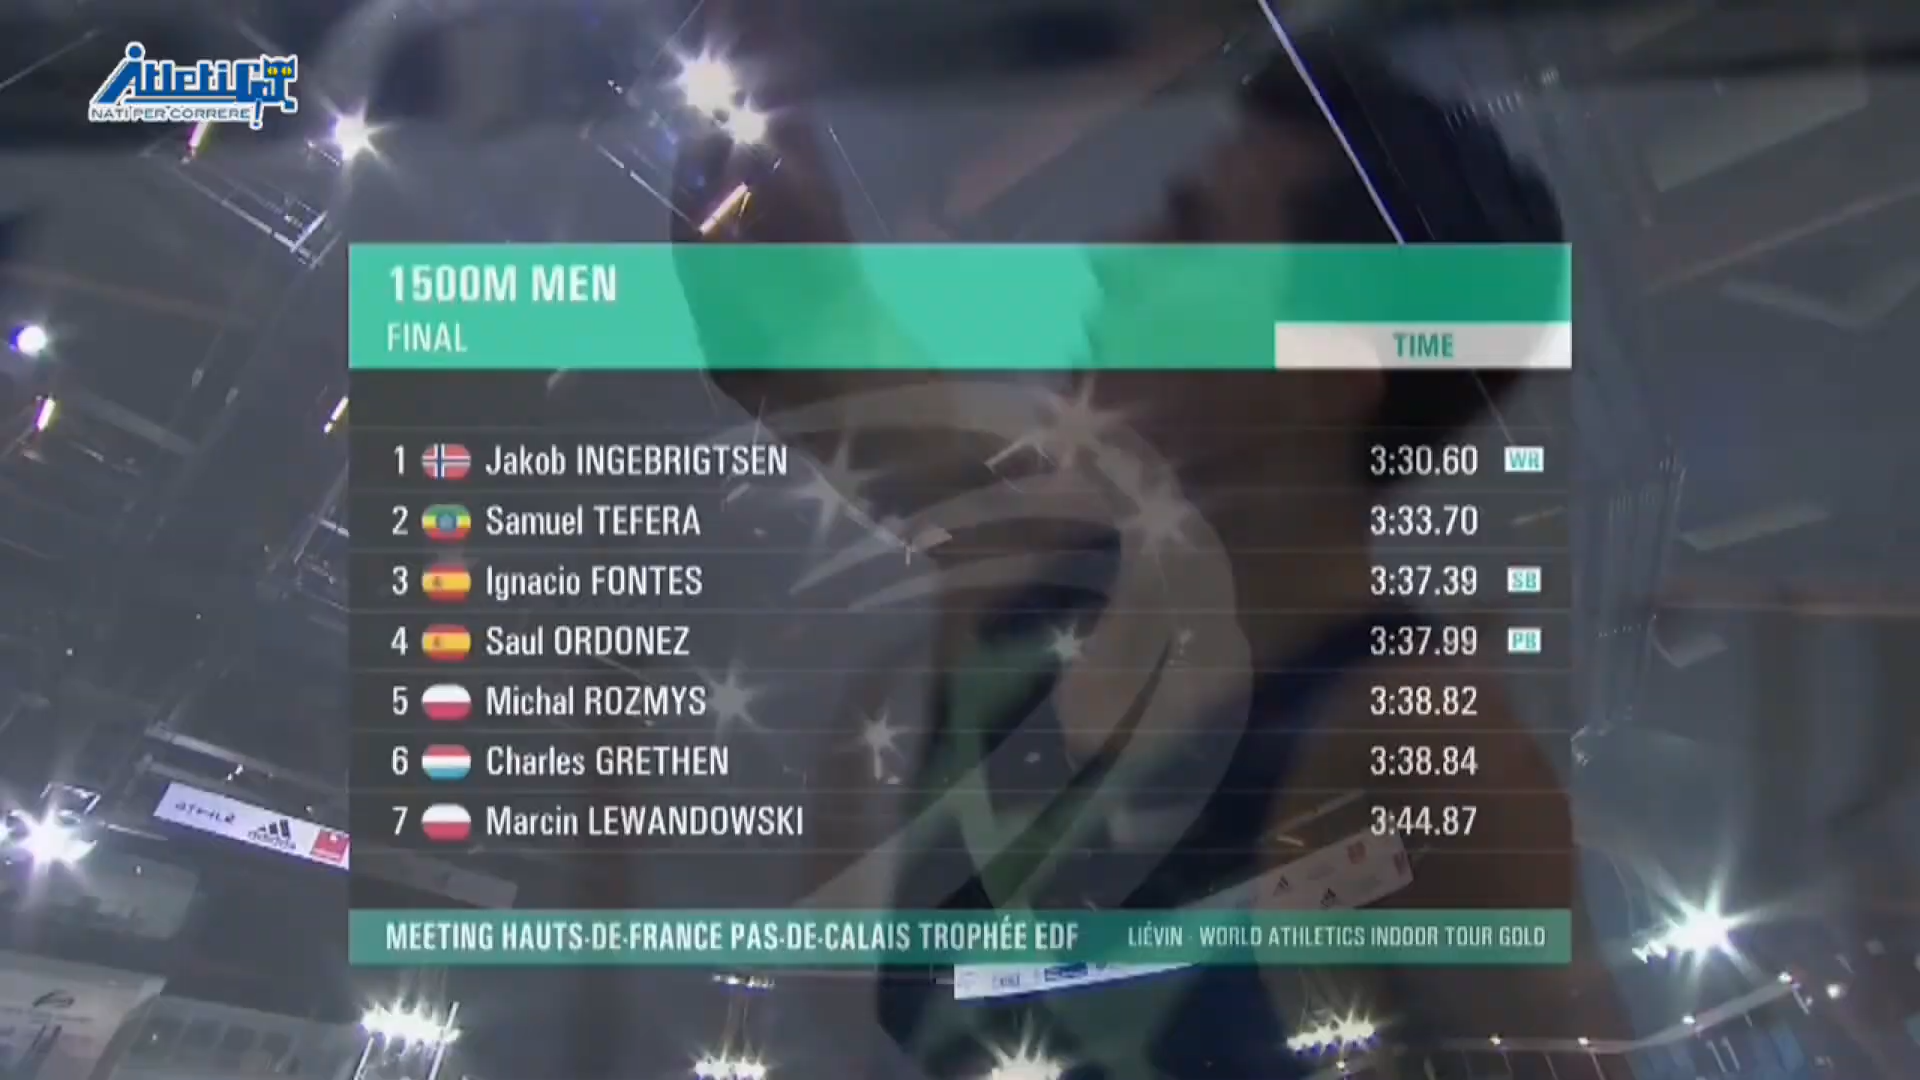 AtletiCat!
NATI PER CORRERE
1500M MEN
FINAL
TIME
1 Jakob INGEBRIGTSEN 3:30.60 WR
2 Samuel TEFERA 3:33.70
3 Ignacio FONTES 3:37.39 SB
4 Saul ORDONEZ 3:37.99 PB
5 Michal ROZMYS 3:38.82
6 Charles GRETHEN 3:38.84
7 Marcin LEWANDOWSKI 3:44.87
adidas
MEETING HAUTS-DE-FRANCE PAS-DE-CALAIS TROPHÉE EDF LIÉVIN - WORLD ATHLETICS INDOOR TOUR GOLD